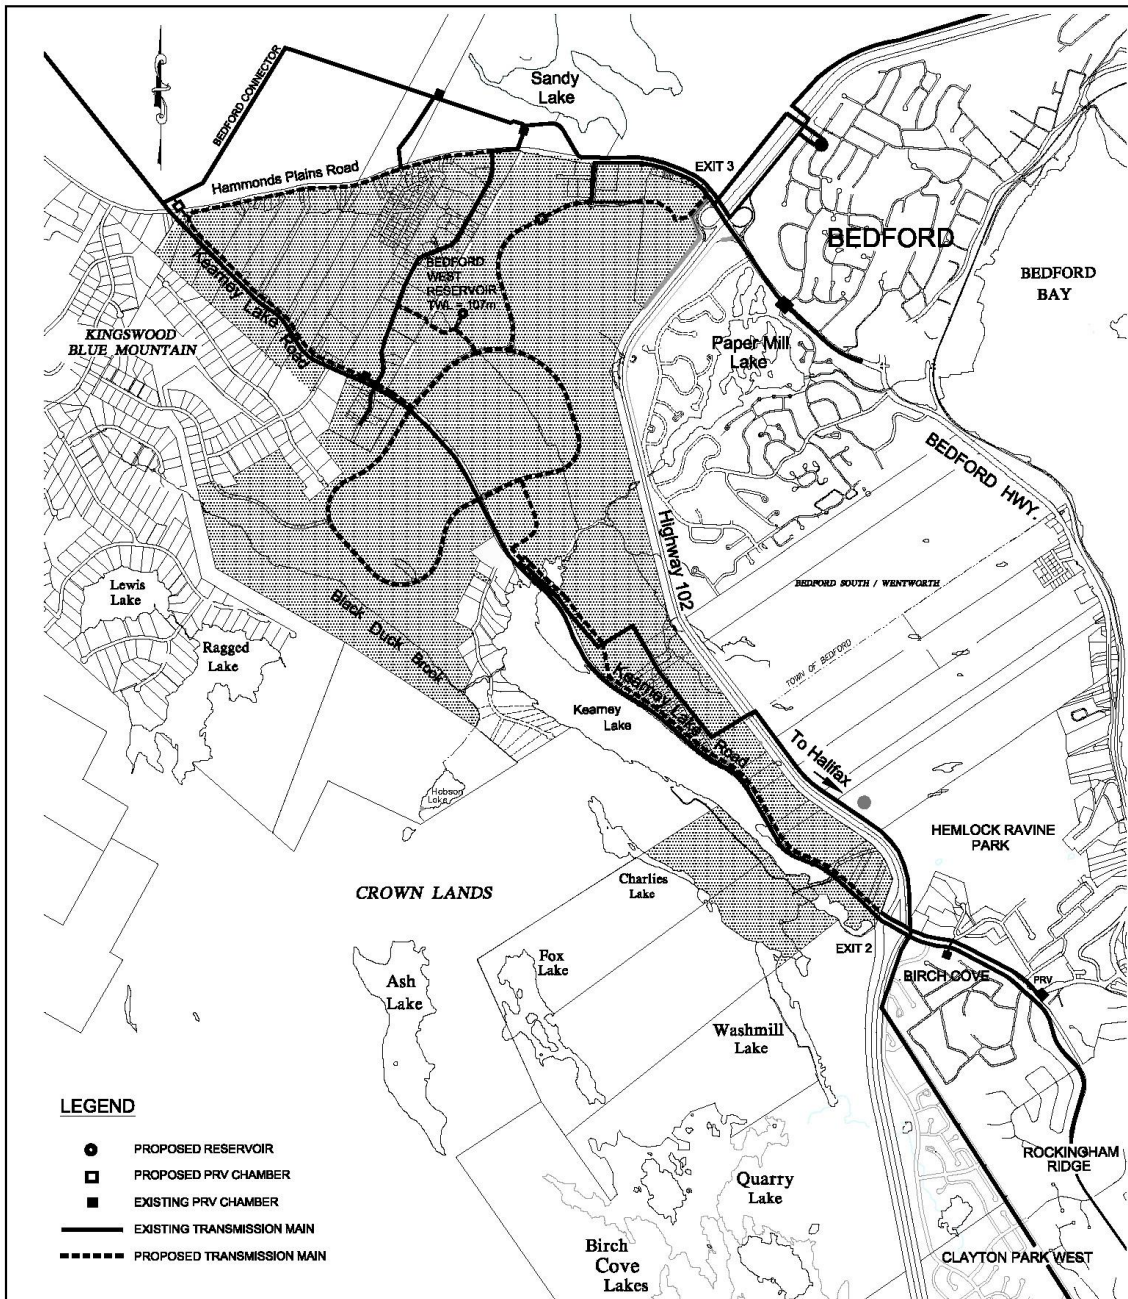 Sandy
Lake
BEDFORD CONNECTOR
EXIT 3
Hammonds Plains Road
BEDFORD
BEDFORD
BAY
BEDFORD
WEST
RESERVOIR
TWL = 107m
Kearney Lake Road
KINGSWOOD
BLUE MOUNTAIN
Paper Mill
Lake
BEDFORD HWY.
Highway 102
BEDFORD SOUTH / WENTWORTH
Lewis
Lake
Black Duck Brook
Ragged
Lake
TOWN OF BEDFORD
Kearney Lake Road
Kearney
Lake
To Halifax
Hobson
Lake
HEMLOCK RAVINE
PARK
CROWN LANDS
Charlies
Lake
EXIT 2
Fox
Lake
Ash
Lake
BIRCH COVE
PRV
Washmill
Lake
LEGEND
PROPOSED RESERVOIR
PROPOSED PRV CHAMBER
EXISTING PRV CHAMBER
EXISTING TRANSMISSION MAIN
PROPOSED TRANSMISSION MAIN
ROCKINGHAM
RIDGE
Quarry
Lake
Birch
Cove
Lakes
CLAYTON PARK WEST